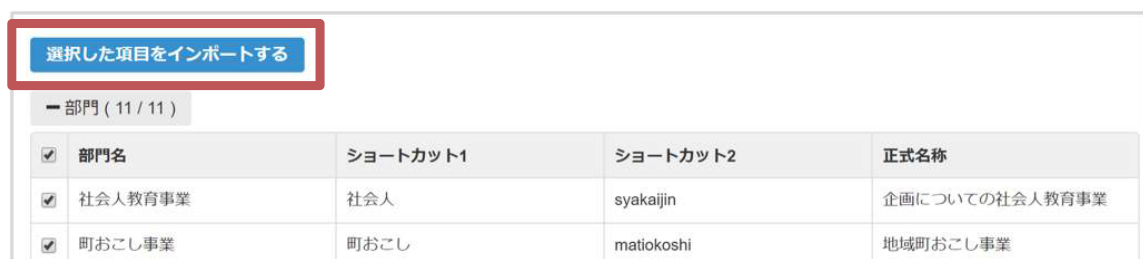 選択した項目をインポートする
ー部門 ( 11 / 11 )
部門名 ショートカット1 ショートカット2 正式名称
社会人教育事業 社会人 syakaijin 企画についての社会人教育事業
町おこし事業 町おこし matiokoshi 地域町おこし事業